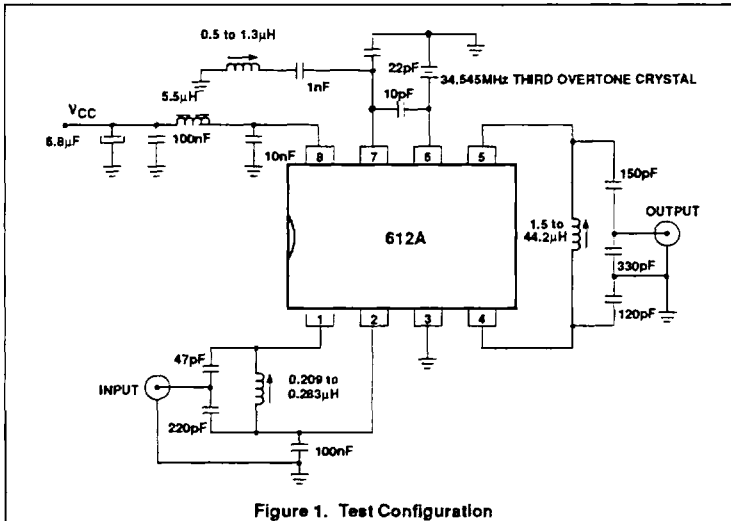 0.5 to 1.3μH
1nF
22pF
34.545MHz THIRD OVERTONE CRYSTAL
5.5μH
10pF
VCC
6.8μF
100nF
10nF
8
7
6
5
150pF
OUTPUT
1.5 to
44.2μH
612A
330pF
120pF
1
2
3
4
47pF
INPUT
0.209 to
0.283μH
220pF
100nF
Figure 1. Test Configuration